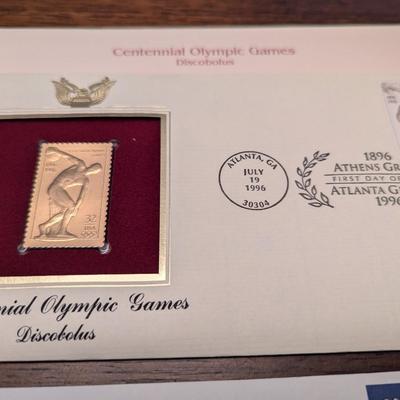 Centennial Olympic Games
Discobolus
1896
1996
32
USA
ATLANTA, GA
JULY
19
1996
30304
1896
ATHENS GR
FIRST DAY OF
ATLANTA G
1996
nial Olympic Games
Discobolus